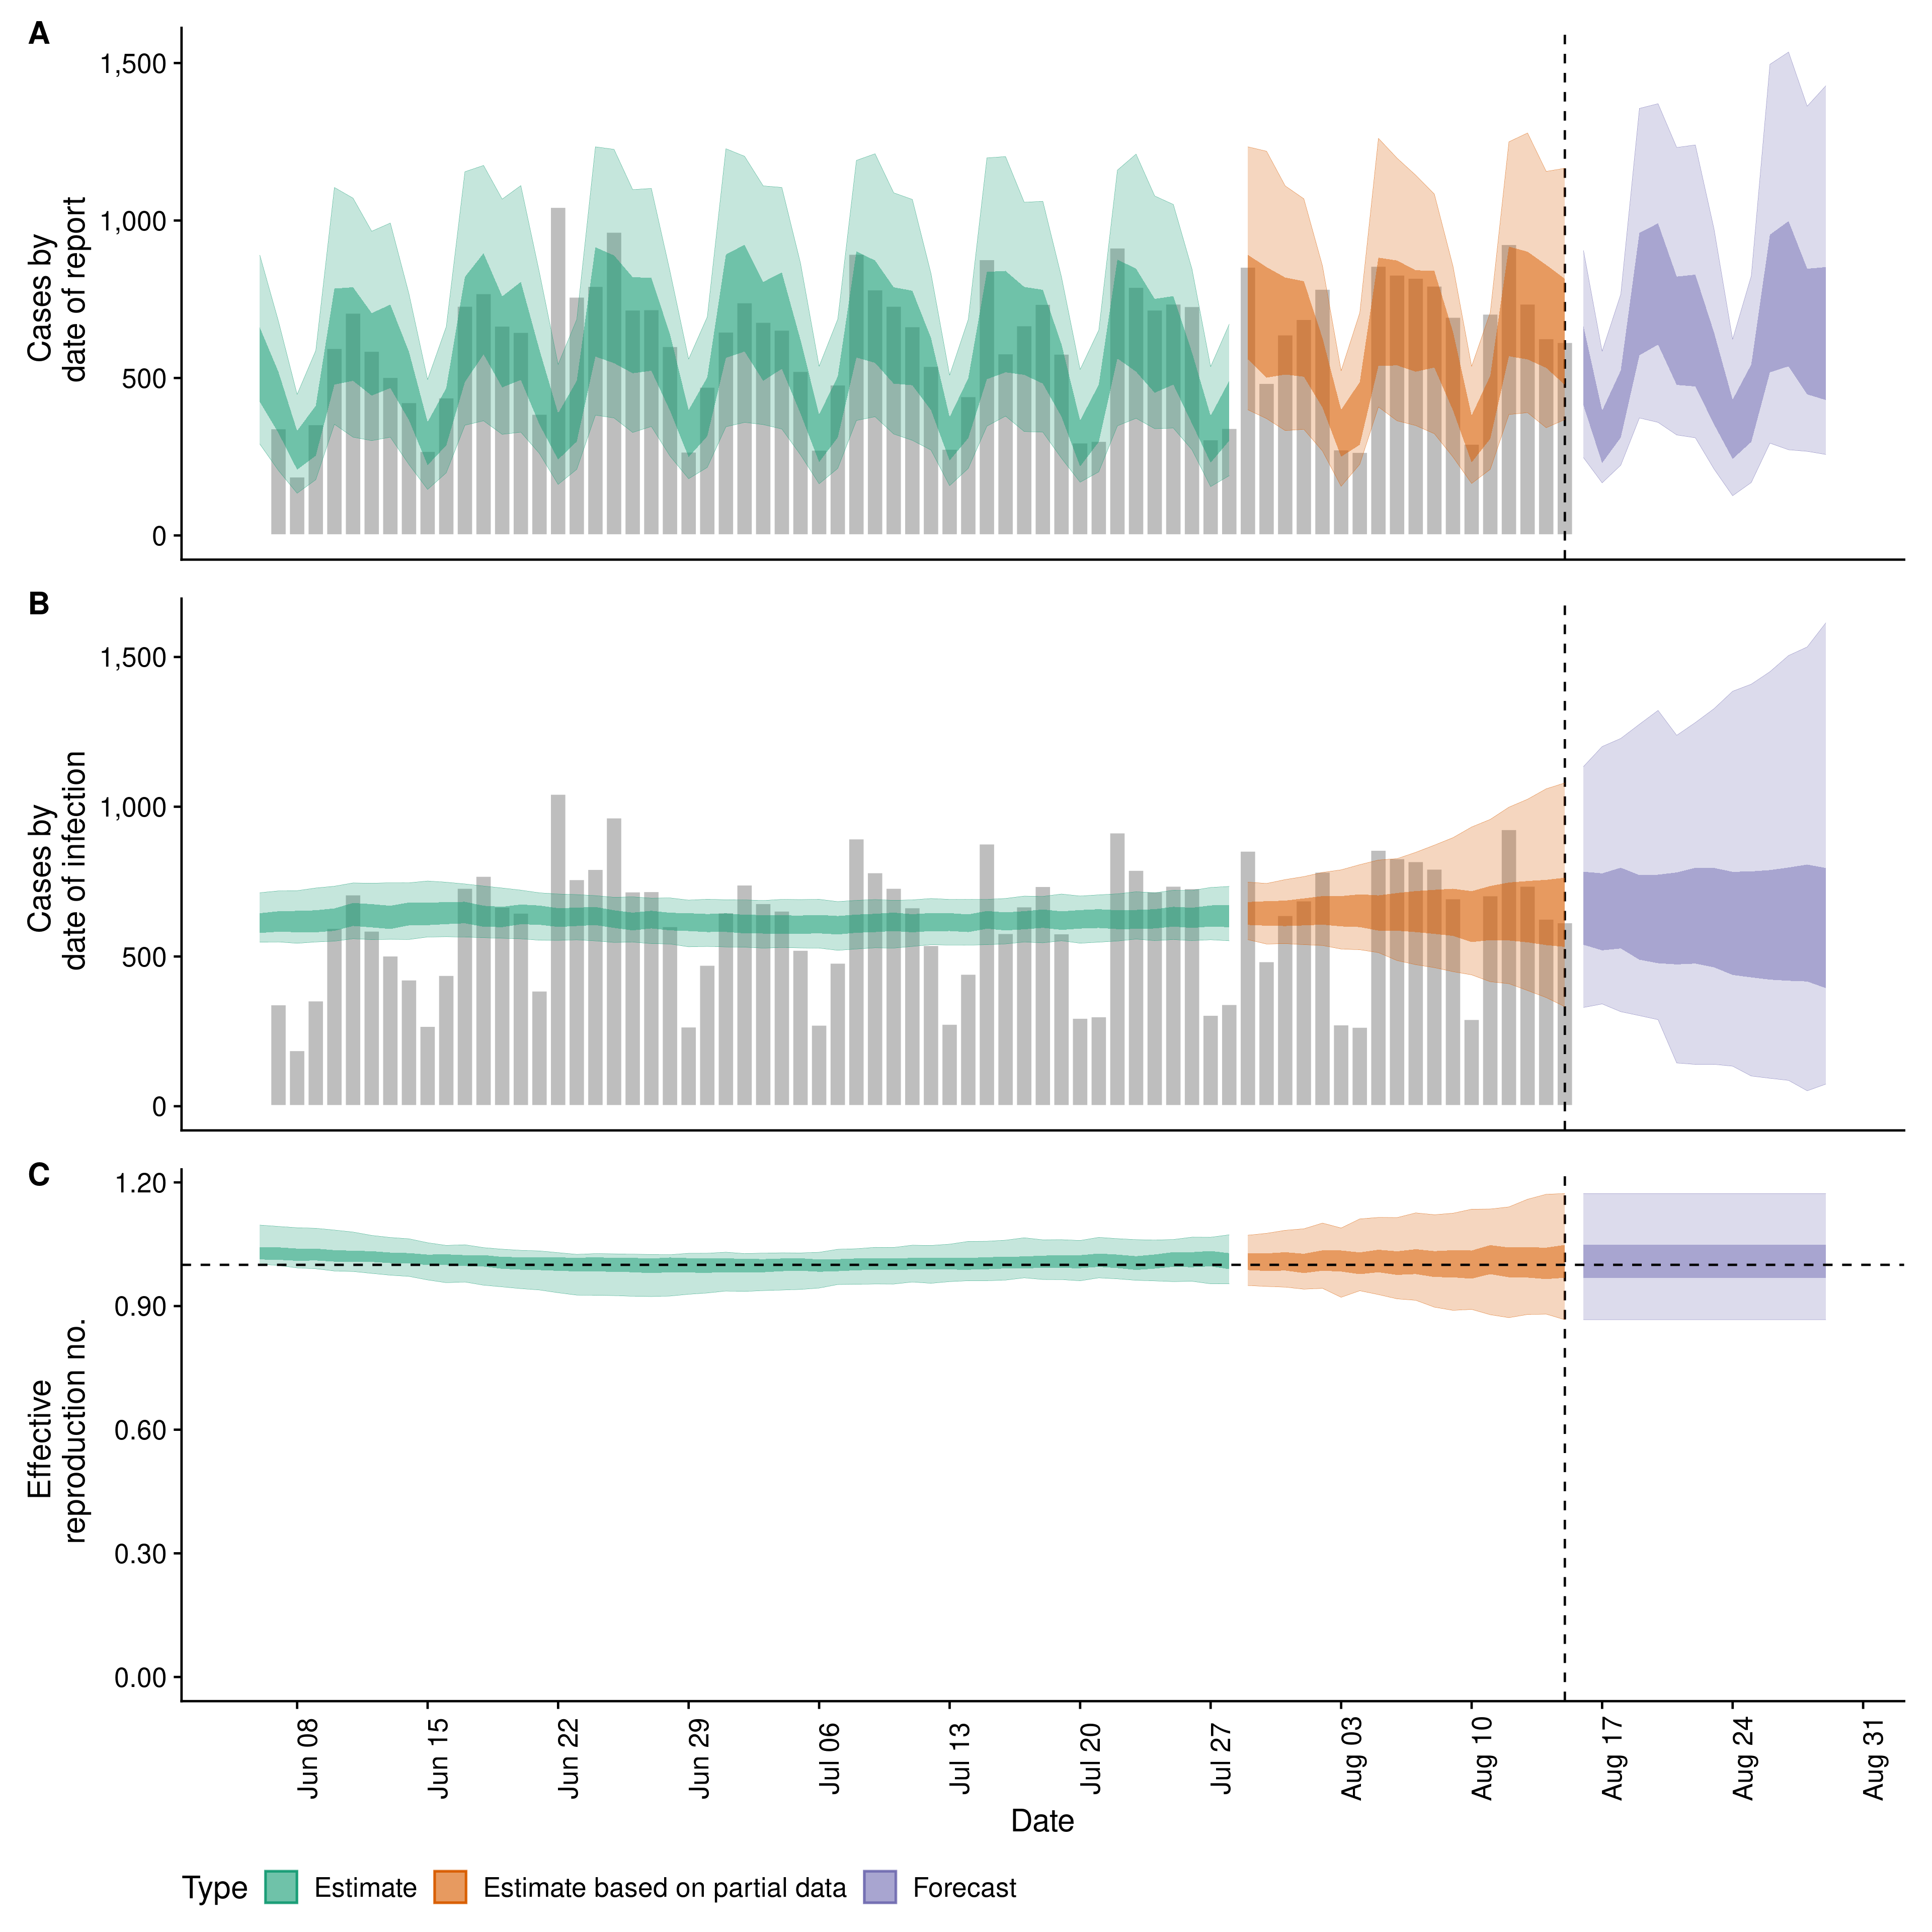 A
Cases by
date of report
1,500
1,000
500
0
B
Cases by
date of infection
1,500
1,000
500
0
C
Effective
reproduction no.
1.20
0.90
0.60
0.30
0.00
Jun 08
Jun 15
Jun 22
Jun 29
Jul 06
Jul 13
Jul 20
Jul 27
Aug 03
Aug 10
Aug 17
Aug 24
Aug 31
Date
Type Estimate Estimate based on partial data Forecast